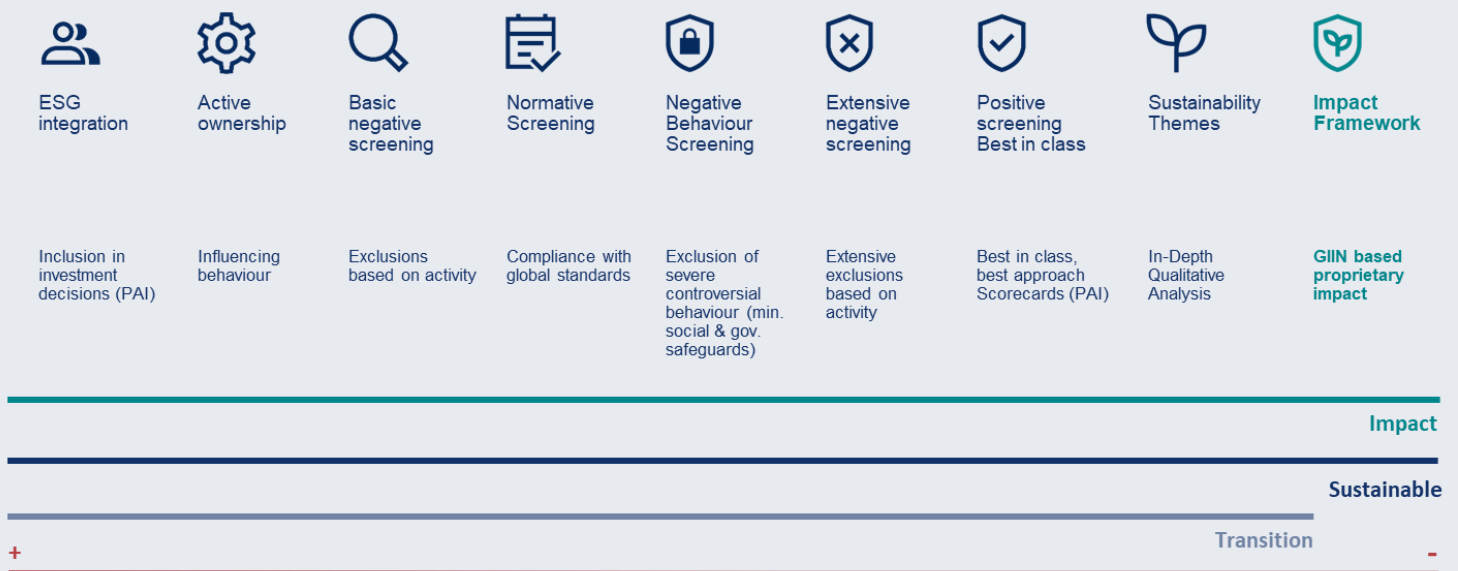 ESG
integration
Active
ownership
Basic
negative
screening
Normative
Screening
Negative
Behaviour
Screening
Extensive
negative
screening
Positive
screening
Best in class
Sustainability
Themes
Impact
Framework
Inclusion in
investment
decisions (PAI)
Influencing
behaviour
Exclusions
based on activity
Compliance with
global standards
Exclusion of
severe
controversial
behaviour (min.
social & gov.
safeguards)
Extensive
exclusions
based on
activity
Best in class,
best approach
Scorecards (PAI)
In-Depth
Qualitative
Analysis
GIIN based
proprietary
impact
Impact
Sustainable
Transition
+
-